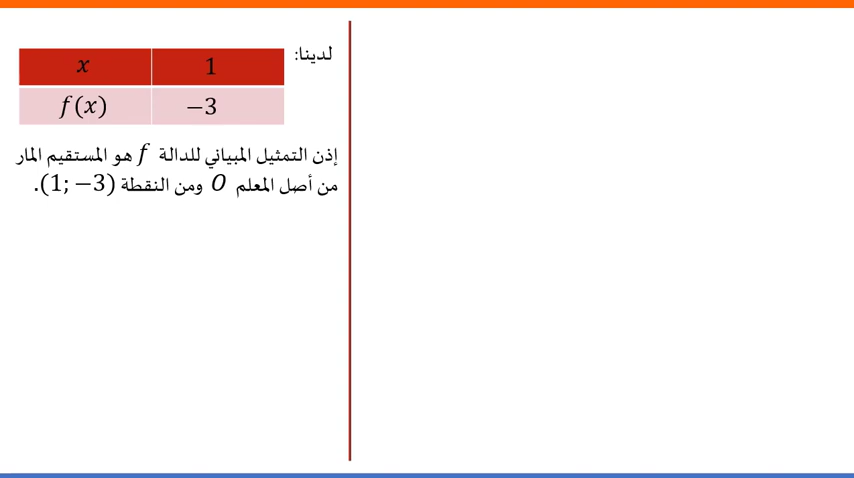 لدينا:
x 1
f(x) −3
إذن التمثيل المبياني للدالة f هو المستقيم المار
من أصل المعلم O ومن النقطة (1; −3).